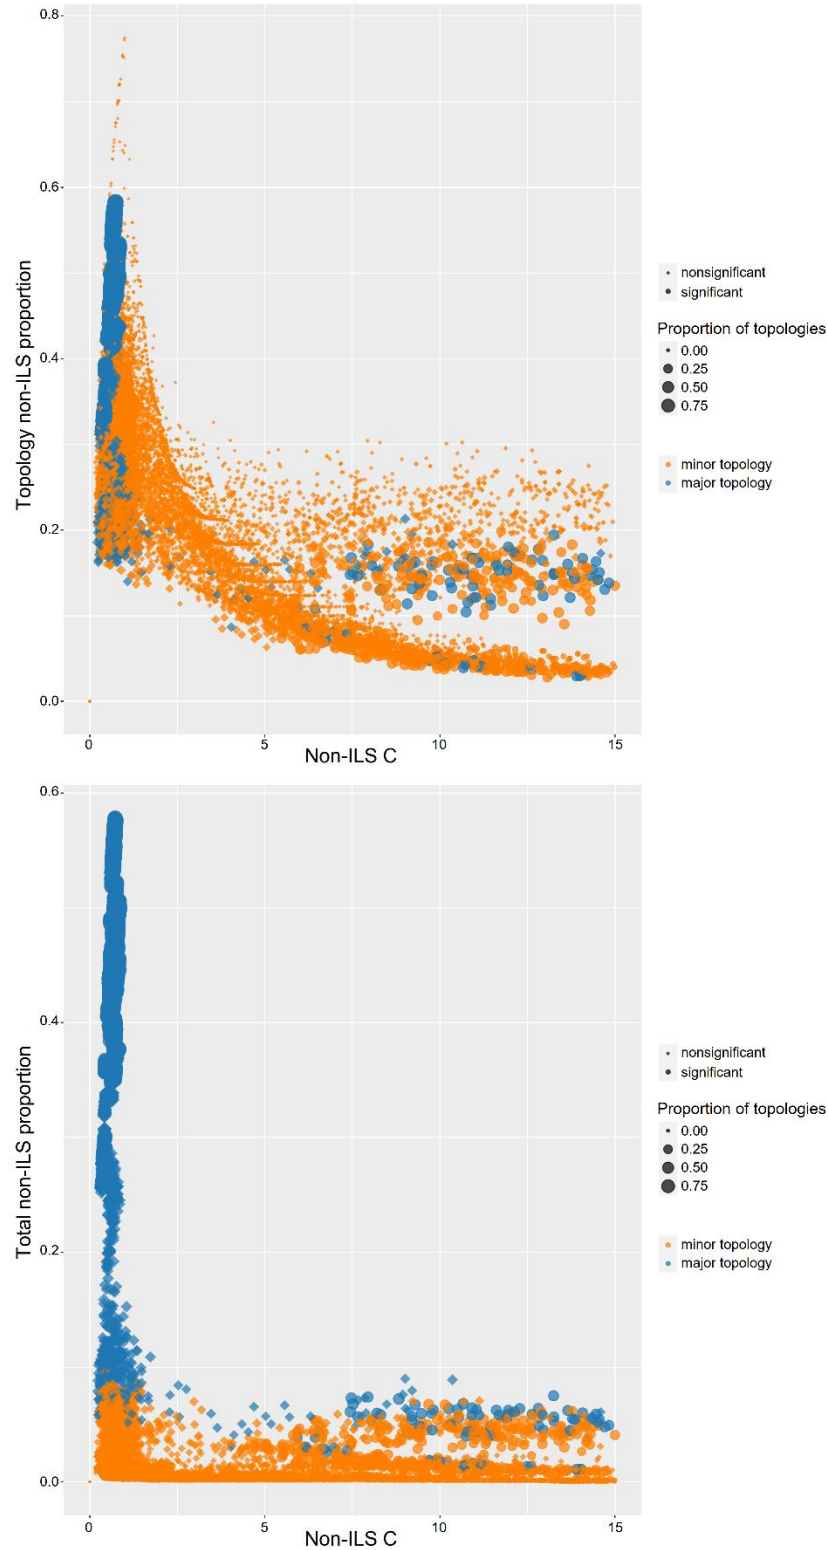 0.8
0.6
0.4
0.2
0.0
Topology non-ILS proportion
0
5
10
15
Non-ILS C
nonsignificant
significant
Proportion of topologies
0.00
0.25
0.50
0.75
minor topology
major topology
0.6
0.4
0.2
0.0
Total non-ILS proportion
0
5
10
15
Non-ILS C
nonsignificant
significant
Proportion of topologies
0.00
0.25
0.50
0.75
minor topology
major topology